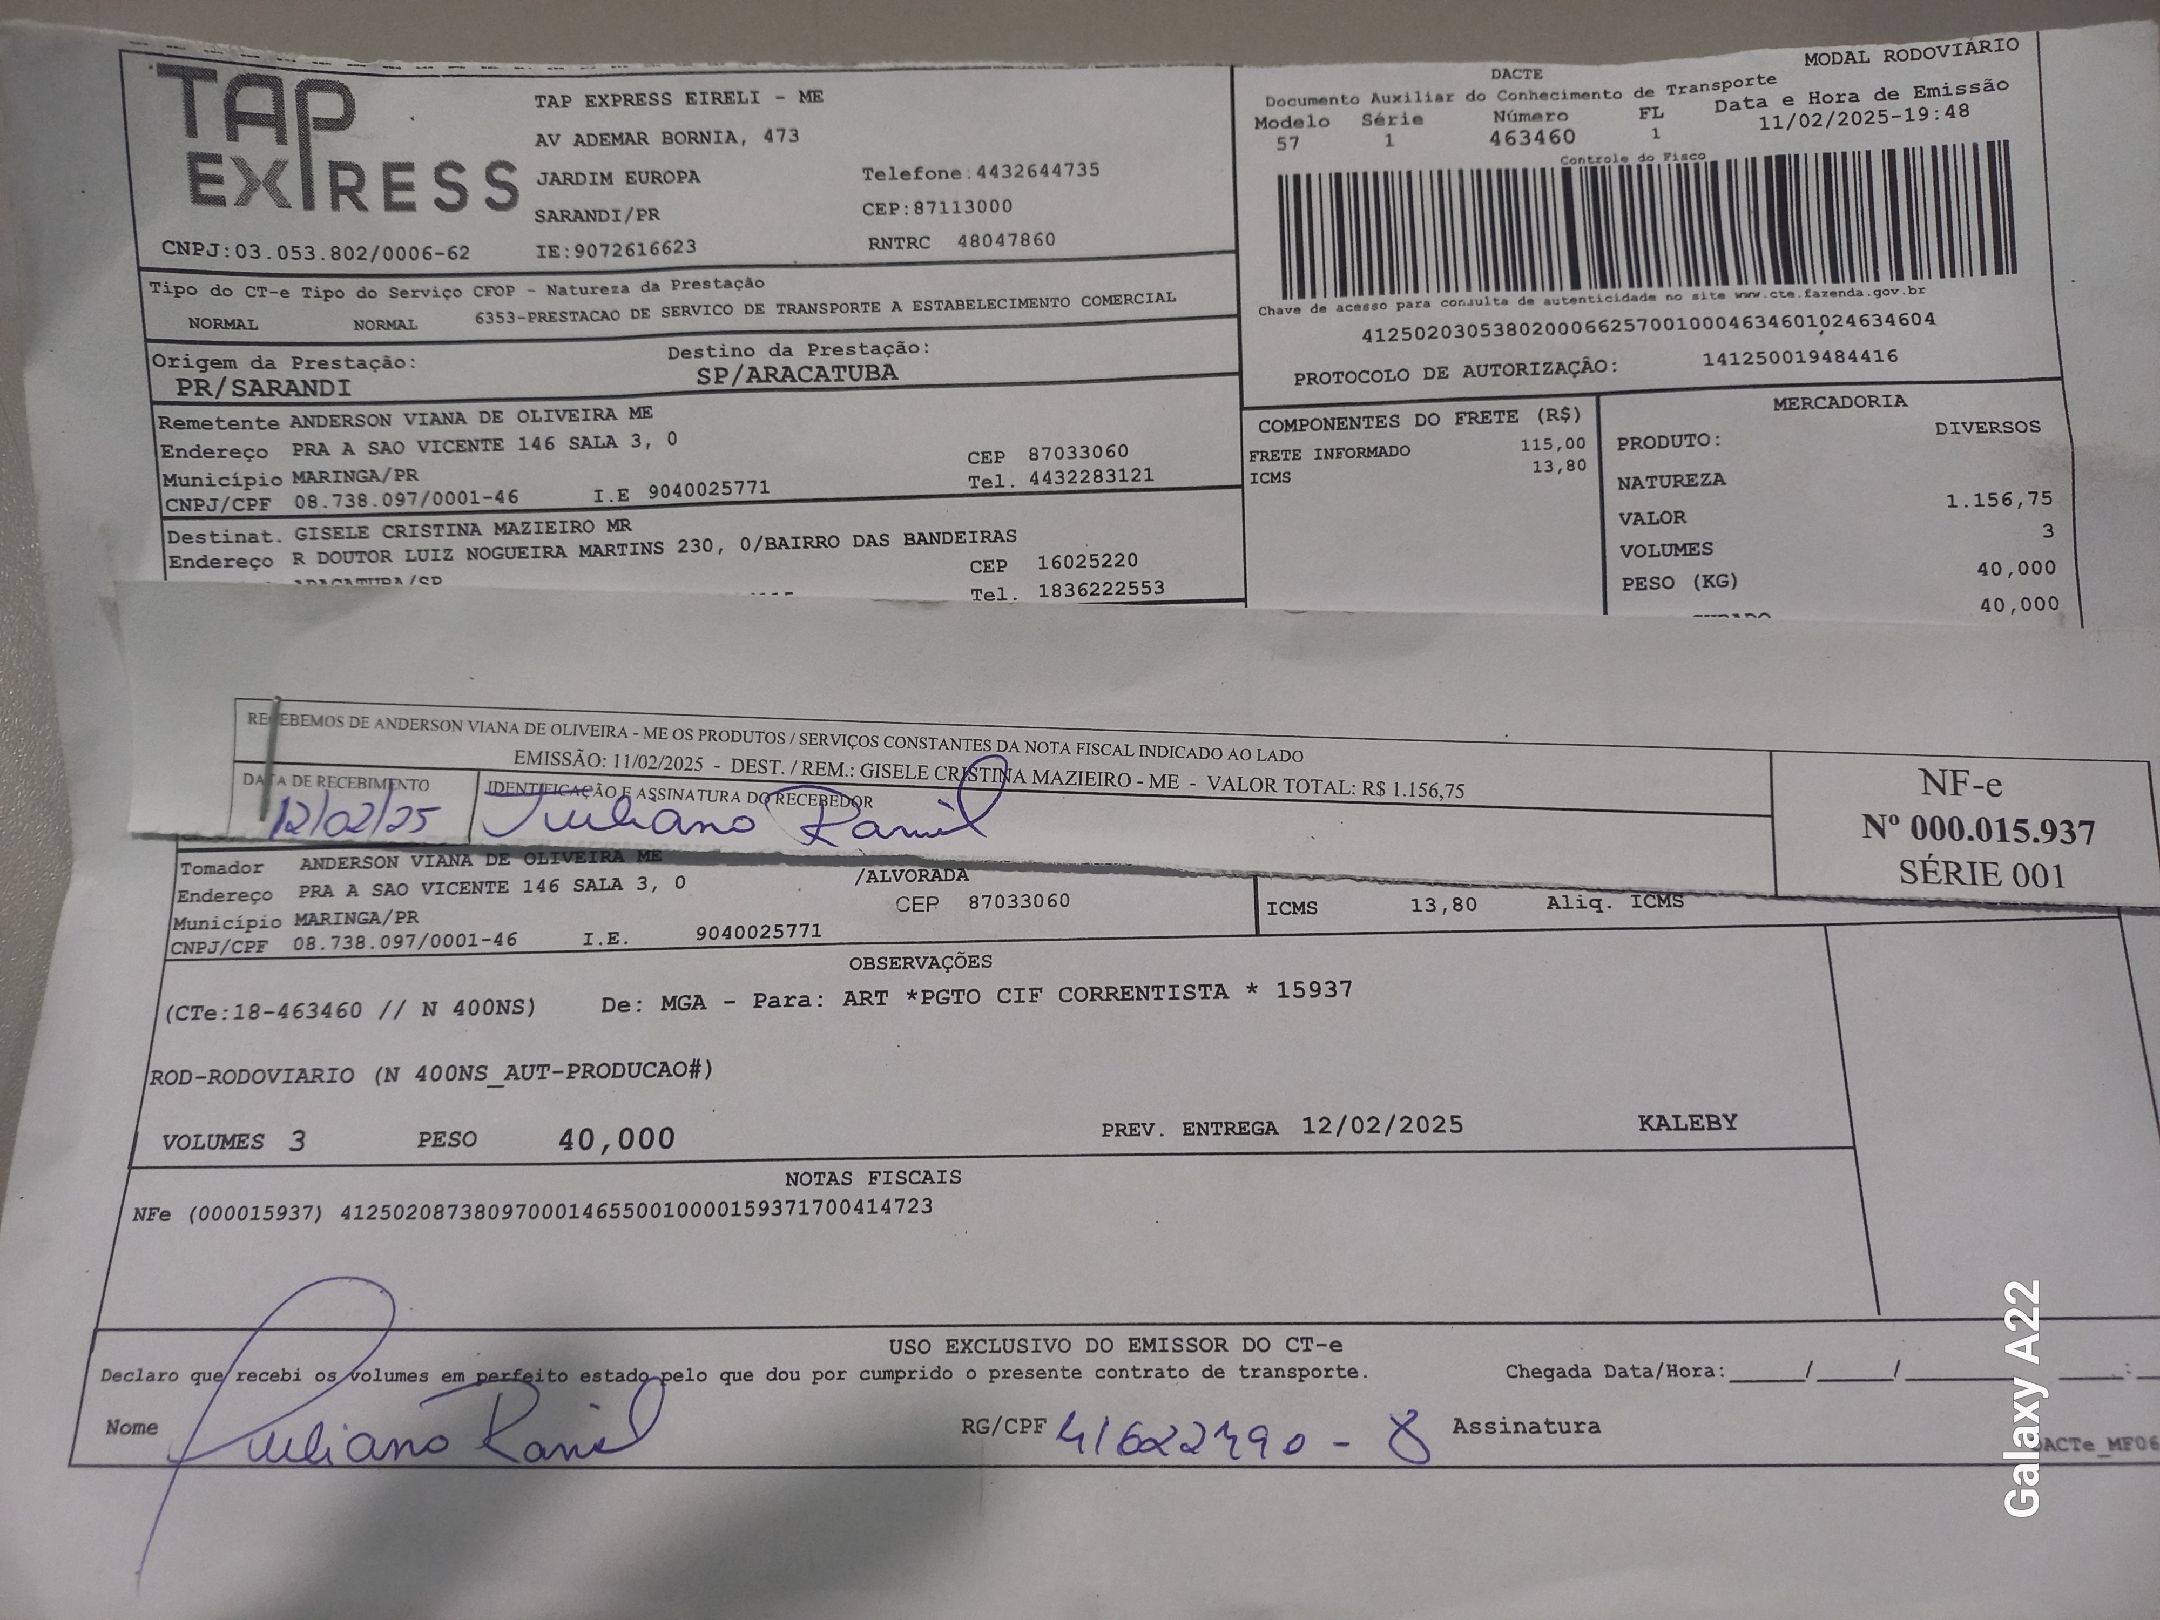 TAP EXPRESS
TAP EXPRESS EIRELI - ME
AV ADEMAR BORNIA, 473
JARDIM EUROPA Telefone:4432644735
SARANDI/PR CEP:87113000
CNPJ:03.053.802/0006-62 IE:9072616623 RNTRC 48047860
MODAL RODOVIÁRIO
DACTE
Documento Auxiliar do Conhecimento de Transporte
Modelo Série Número FL Data e Hora de Emissão
57 1 463460 1 11/02/2025-19:48
Controle do Fisco
Chave de acesso para consulta de autenticidade no site www.cte.fazenda.gov.br
41250203053802000662570010004634601024634604
PROTOCOLO DE AUTORIZAÇÃO: 141250019484416
Tipo do CT-e Tipo do Serviço CFOP - Natureza da Prestação
NORMAL NORMAL 6353-PRESTACAO DE SERVICO DE TRANSPORTE A ESTABELECIMENTO COMERCIAL
Origem da Prestação: Destino da Prestação:
PR/SARANDI SP/ARACATUBA
Remetente ANDERSON VIANA DE OLIVEIRA ME
Endereço PRA A SAO VICENTE 146 SALA 3, 0 CEP 87033060
Município MARINGA/PR Tel. 4432283121
CNPJ/CPF 08.738.097/0001-46 I.E 9040025771
Destinat. GISELE CRISTINA MAZIEIRO MR
Endereço R DOUTOR LUIZ NOGUEIRA MARTINS 230, 0/BAIRRO DAS BANDEIRAS
CEP 16025220
ARACATUBA/SP
Tel. 1836222553
COMPONENTES DO FRETE (R$)
FRETE INFORMADO 115,00
ICMS 13,80
MERCADORIA
PRODUTO: DIVERSOS
NATUREZA
VALOR 1.156,75
VOLUMES 3
PESO (KG) 40,000
40,000
RECEBEMOS DE ANDERSON VIANA DE OLIVEIRA - ME OS PRODUTOS / SERVIÇOS CONSTANTES DA NOTA FISCAL INDICADO AO LADO
EMISSÃO: 11/02/2025 - DEST. / REM.: GISELE CRISTINA MAZIEIRO - ME - VALOR TOTAL: R$ 1.156,75
DATA DE RECEBIMENTO IDENTIFICAÇÃO E ASSINATURA DO RECEBEDOR
12/02/25 Juliano Ramil
NF-e
Nº 000.015.937
SÉRIE 001
Tomador ANDERSON VIANA DE OLIVEIRA ME
Endereço PRA A SAO VICENTE 146 SALA 3, 0 /ALVORADA
Município MARINGA/PR CEP 87033060
CNPJ/CPF 08.738.097/0001-46 I.E. 9040025771
ICMS 13,80 Aliq. ICMS
OBSERVAÇÕES
(CTe:18-463460 // N 400NS) De: MGA - Para: ART *PGTO CIF CORRENTISTA * 15937
ROD-RODOVIARIO (N 400NS_AUT-PRODUCAO#)
VOLUMES 3 PESO 40,000 PREV. ENTREGA 12/02/2025 KALEBY
NOTAS FISCAIS
NFe (000015937) 41250208738097000146550010000159371700414723
USO EXCLUSIVO DO EMISSOR DO CT-e
Declaro que recebi os volumes em perfeito estado pelo que dou por cumprido o presente contrato de transporte. Chegada Data/Hora:____/____/____ ____:
Nome Juliano Ramil RG/CPF 41622490-8 Assinatura
DACTe_MF06
Galaxy A22